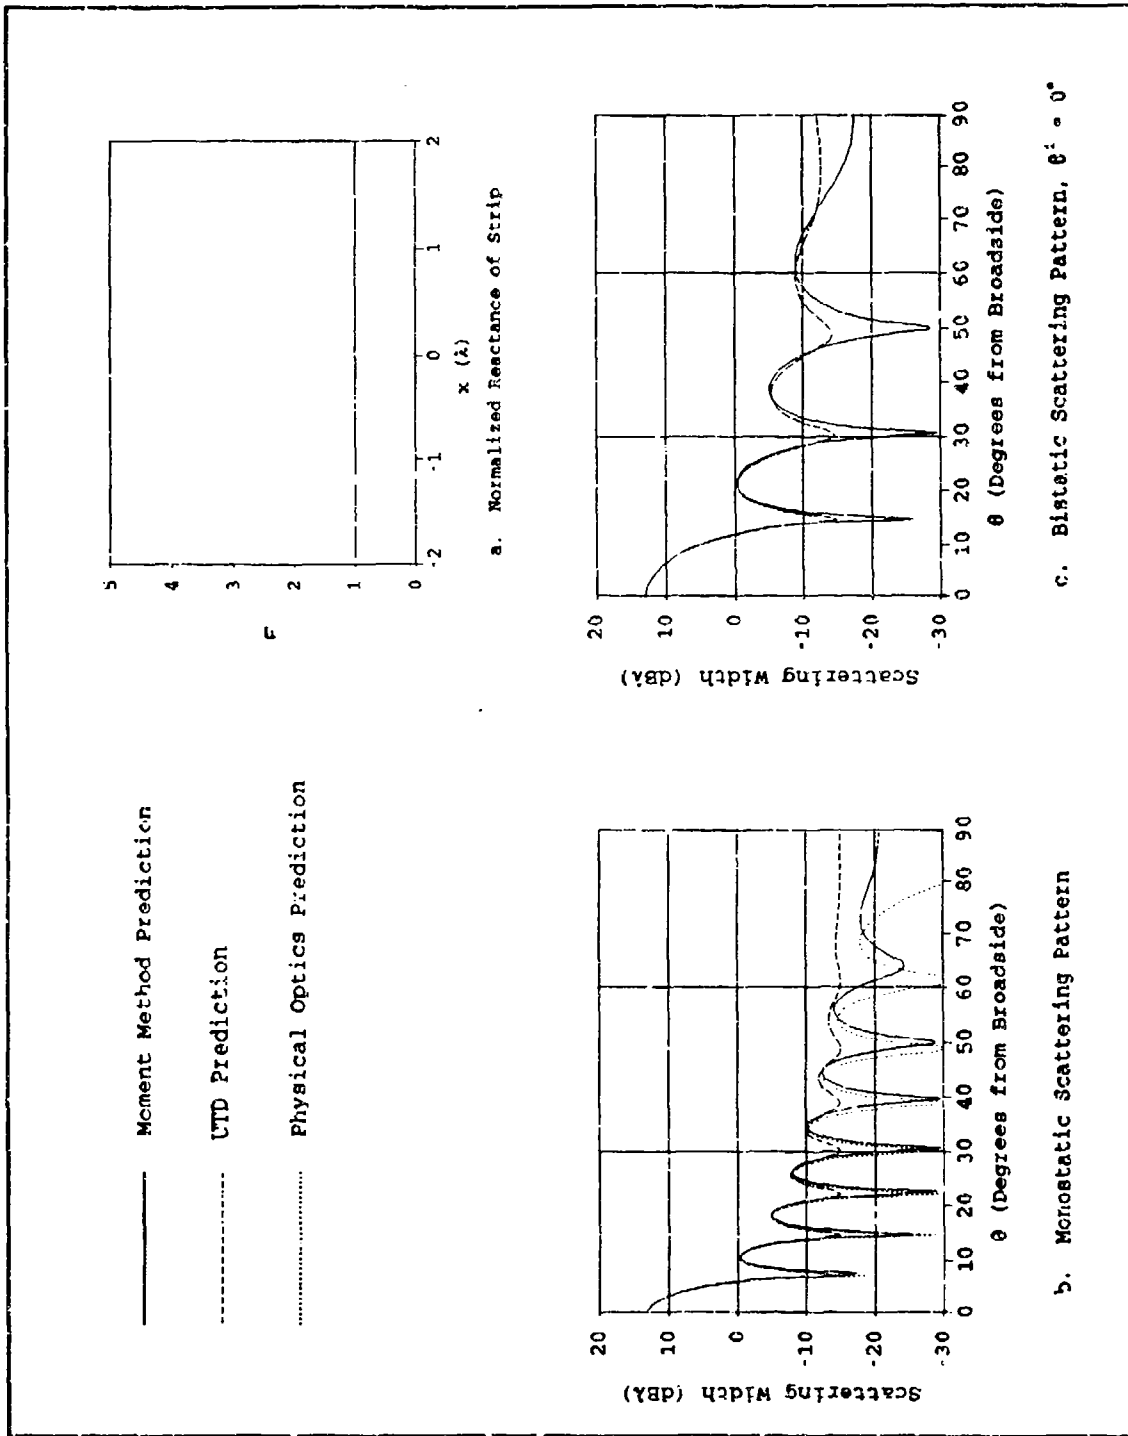 Moment Method Prediction
UTD Prediction
Physical Optics Prediction
η
5
4
3
2
1
0
-2 -1 0 1 2
x (λ)
a. Normalized Reactance of Strip
Scattering Width (dBλ)
20
10
0
-10
-20
-30
0 10 20 30 40 50 60 70 80 90
θ (Degrees from Broadside)
b. Monostatic Scattering Pattern
Scattering Width (dBλ)
20
10
0
-10
-20
-30
0 10 20 30 40 50 60 70 80 90
θ (Degrees from Broadside)
c. Bistatic Scattering Pattern, θⁱ = 0°